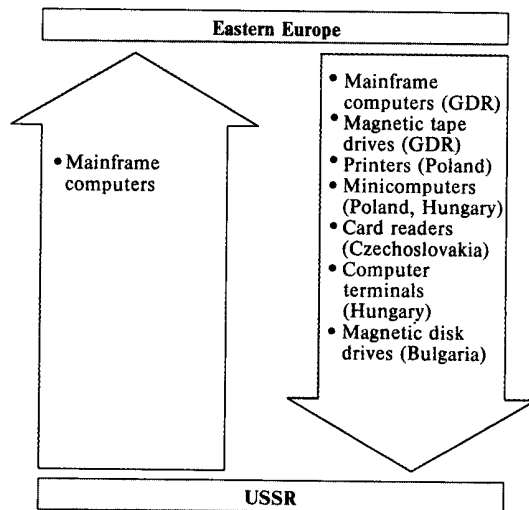 Eastern Europe
• Mainframe
computers
• Mainframe
computers (GDR)
• Magnetic tape
drives (GDR)
• Printers (Poland)
• Minicomputers
(Poland, Hungary)
• Card readers
(Czechoslovakia)
• Computer
terminals
(Hungary)
• Magnetic disk
drives (Bulgaria)
USSR